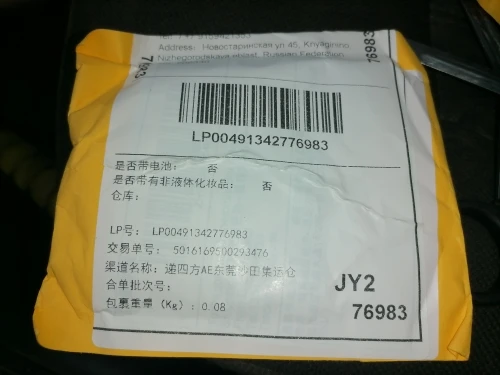 Address: Новостаринская ул 45, Knyaginino
Nizhegorodskaya oblast, Russian Federation
76983
LP00491342776983
是否带电池： 否
是否带有非液体化妆品： 否
仓库：
LP号： LP00491342776983
交易单号： 5016169500293476
渠道名称：递四方AE东莞沙田集运仓
合单批次号：
包裹重量（Kg）：0.08
JY2
76983